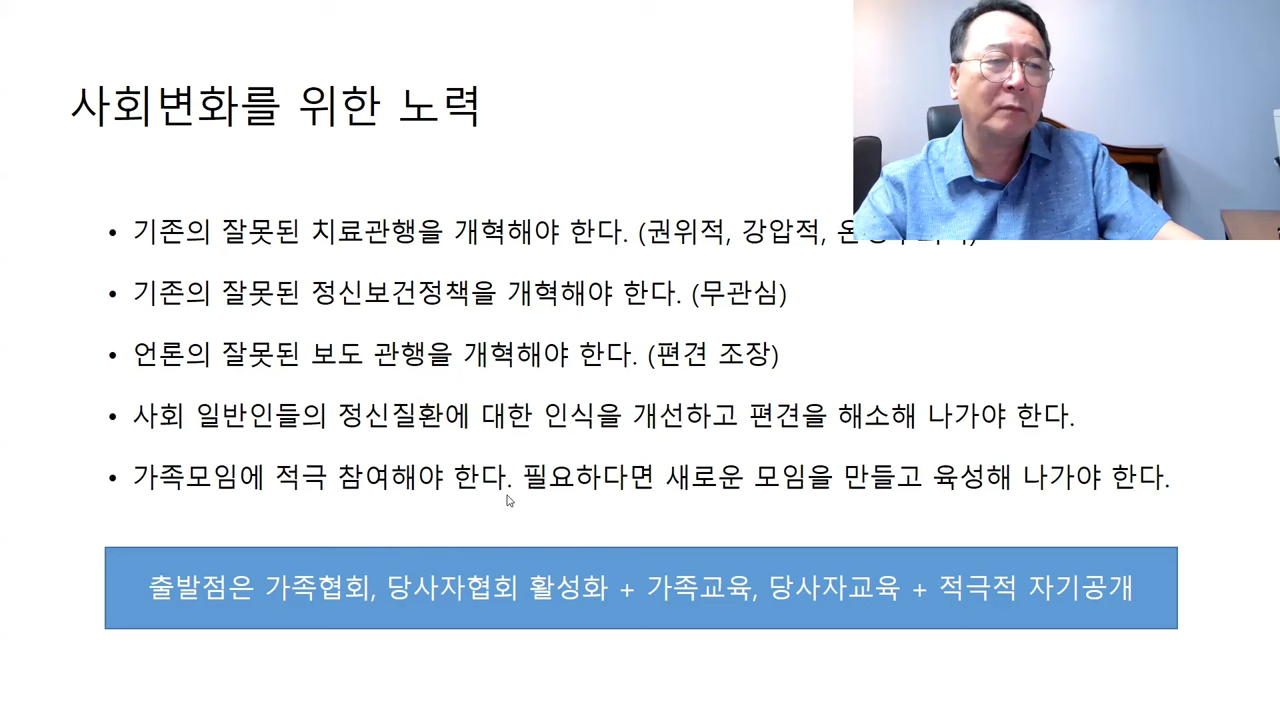 사회변화를 위한 노력
• 기존의 잘못된 치료관행을 개혁해야 한다. (권위적, 강압적,
• 기존의 잘못된 정신보건정책을 개혁해야 한다. (무관심)
• 언론의 잘못된 보도 관행을 개혁해야 한다. (편견 조장)
• 사회 일반인들의 정신질환에 대한 인식을 개선하고 편견을 해소해 나가야 한다.
• 가족모임에 적극 참여해야 한다. 필요하다면 새로운 모임을 만들고 육성해 나가야 한다.
출발점은 가족협회, 당사자협회 활성화 + 가족교육, 당사자교육 + 적극적 자기공개